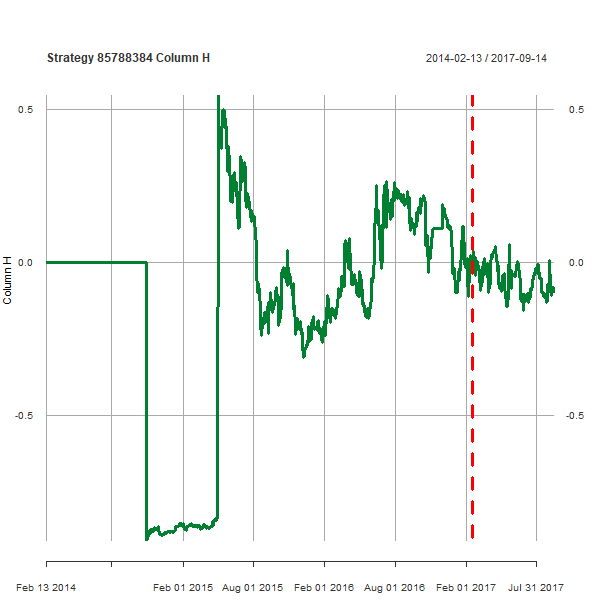 Strategy 85788384 Column H
2014-02-13 / 2017-09-14
0.5 0.5
0.0 0.0
-0.5 -0.5
Column H
Feb 13 2014 Feb 01 2015 Aug 01 2015 Feb 01 2016 Aug 01 2016 Feb 01 2017 Jul 31 2017